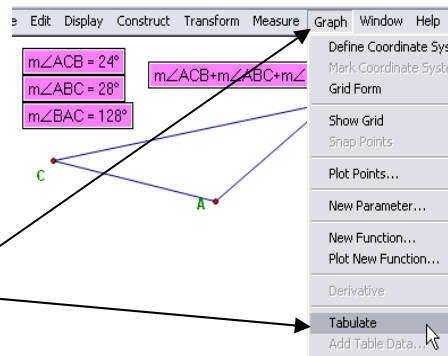 e Edit Display Construct Transform Measure Graph Window Help
m∠ACB = 24°
m∠ABC = 28°
m∠BAC = 128°
m∠ACB+m∠ABC+m∠
C
A
Define Coordinate Sys
Mark Coordinate Syste
Grid Form
Show Grid
Snap Points
Plot Points...
New Parameter...
New Function...
Plot New Function...
Derivative
Tabulate
Add Table Data...